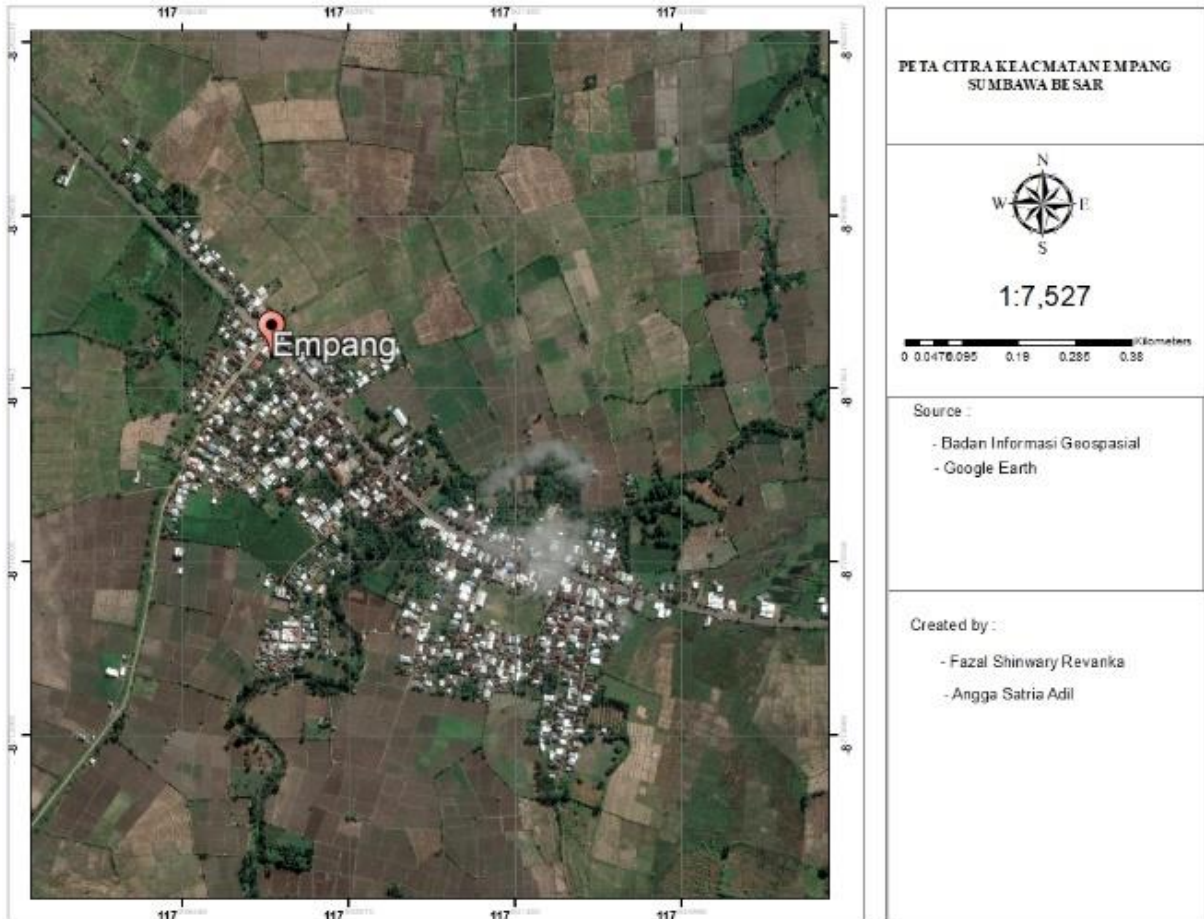 117 117 117 117
PETA CITRA KEACMATAN EMPANG
SUMBAWA BESAR
N
W E
S
1:7,527
Kilometers
0 0.0475 0.095 0.19 0.285 0.38
Empang
Source :
- Badan Informasi Geospasial
- Google Earth
Created by :
- Fazal Shinwary Revanka
- Angga Satria Adil
117 117 117 117